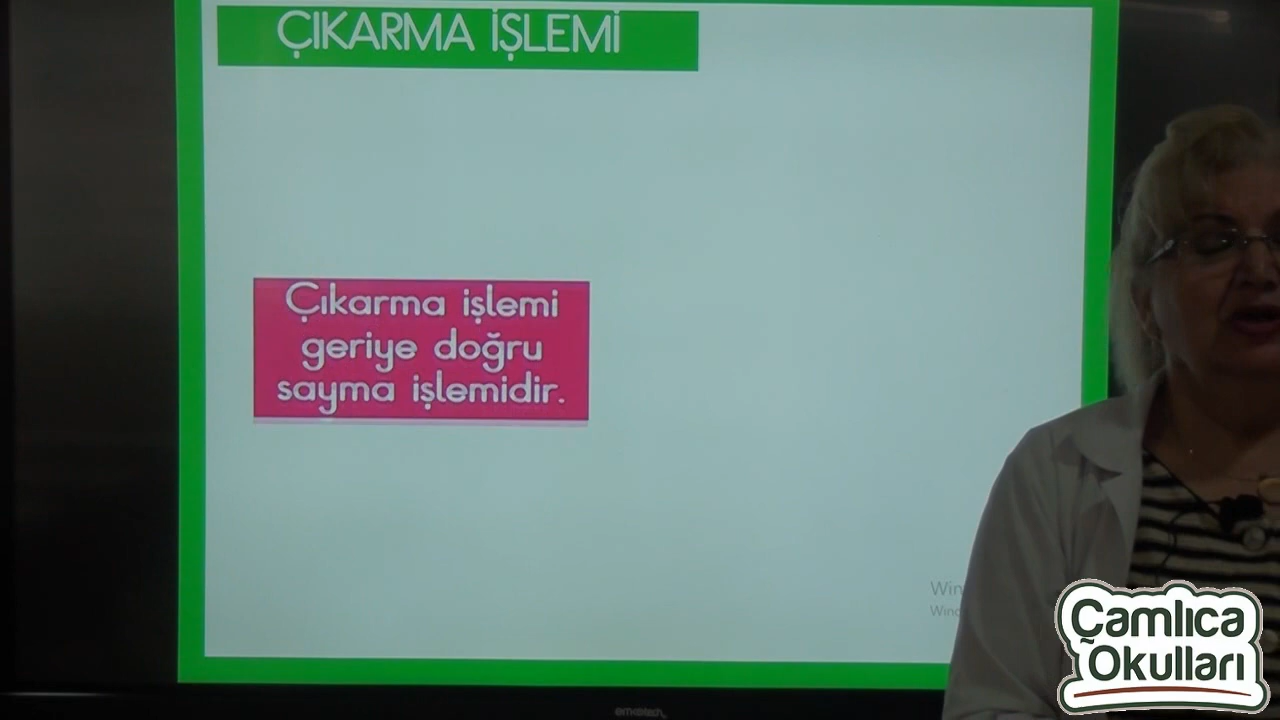 ÇIKARMA İŞLEMİ
Çıkarma işlemi
geriye doğru
sayma işlemidir.
Çamlıca
Okulları